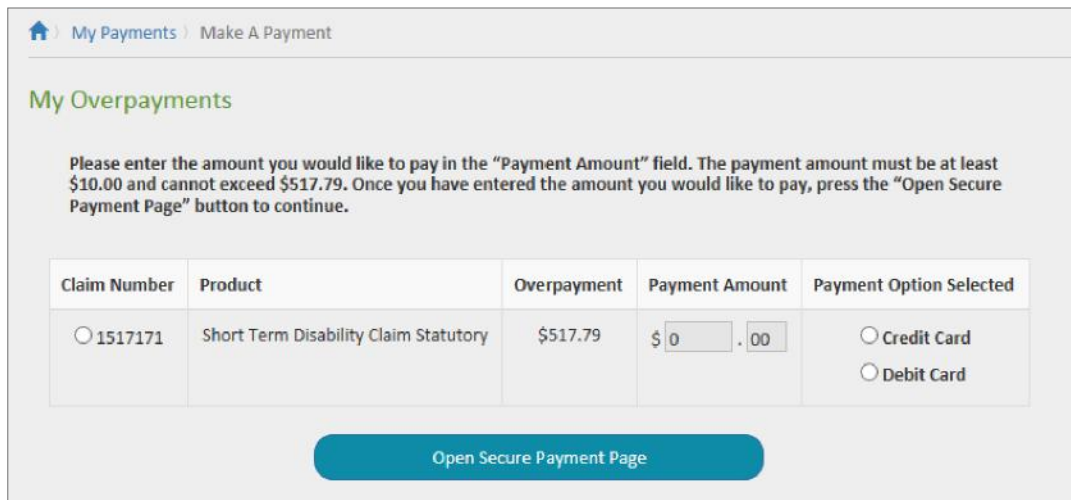 My Payments Make A Payment
My Overpayments
Please enter the amount you would like to pay in the “Payment Amount” field. The payment amount must be at least
$10.00 and cannot exceed $517.79. Once you have entered the amount you would like to pay, press the “Open Secure
Payment Page” button to continue.
Claim Number Product Overpayment Payment Amount Payment Option Selected
1517171 Short Term Disability Claim Statutory $517.79 $ 0 . 00 Credit Card
Debit Card
Open Secure Payment Page